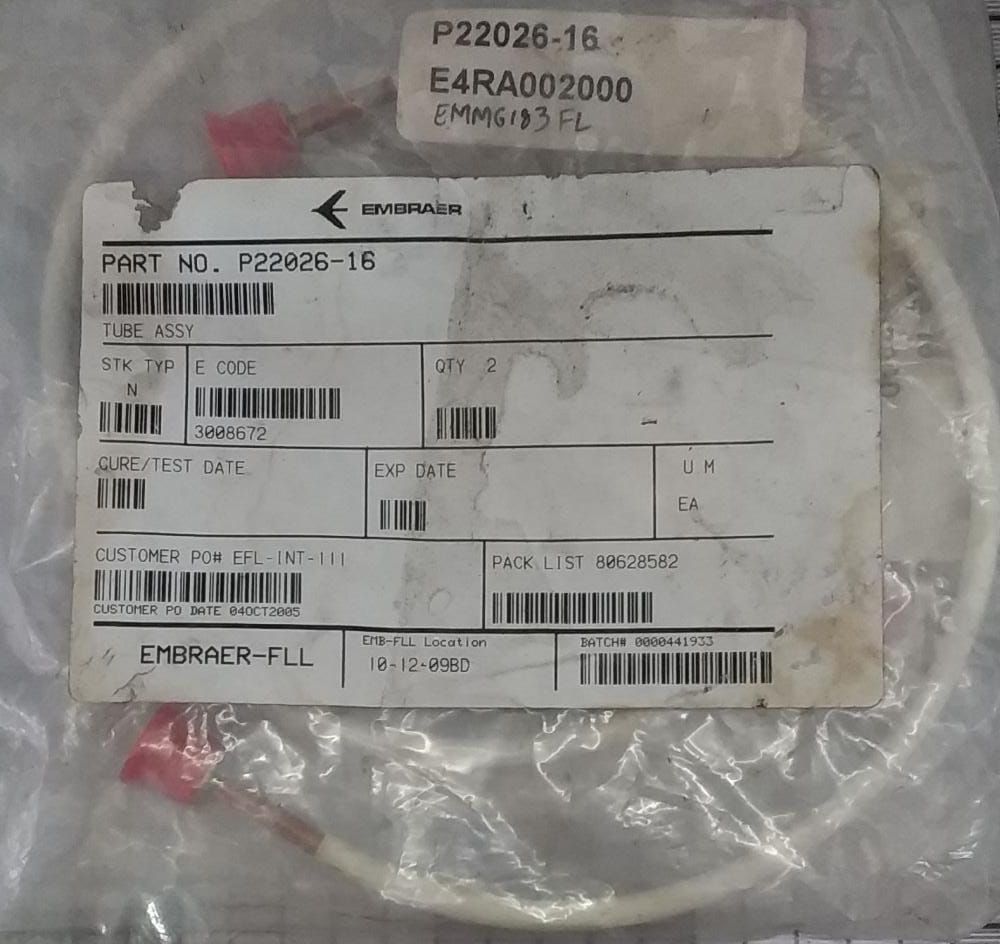 P22026-16
E4RA002000
EMMG183 FL
EMBRAER
PART NO. P22026-16
TUBE ASSY
STK TYP
N
E CODE
3008672
QTY 2
CURE/TEST DATE
EXP DATE
U M
EA
CUSTOMER PO# EFL-INT-111
CUSTOMER PO DATE 04OCT2005
PACK LIST 80628582
EMBRAER-FLL
EMB-FLL Location
10-12-09BD
BATCH# 0000441933